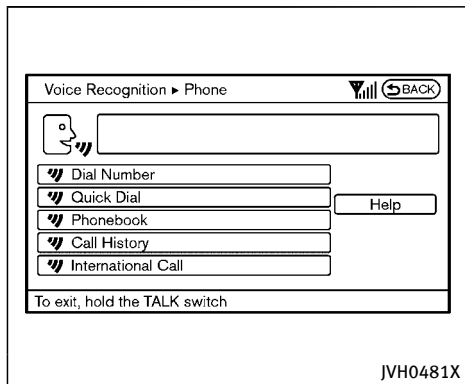 Voice Recognition ▸ Phone
BACK
Dial Number
Quick Dial
Help
Phonebook
Call History
International Call
To exit, hold the TALK switch
JVH0481X